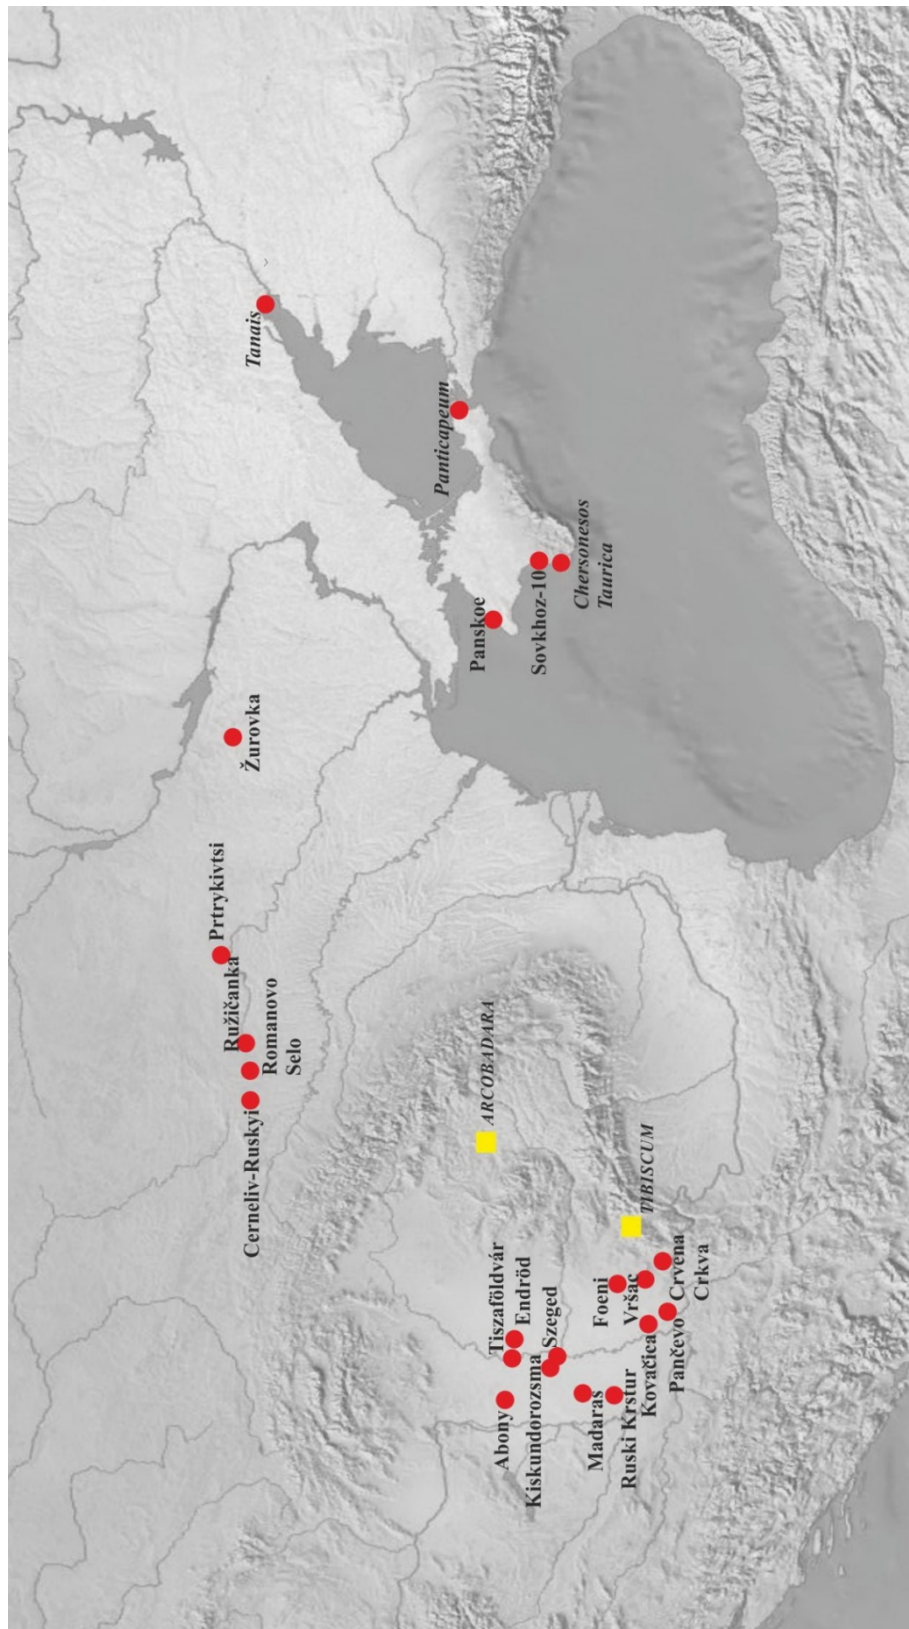 Tanais
Panticapeum
Chersonesos
Taurica
Sovkhoz-10
Panskoe
Žurovka
Prtrykivtsi
Ružičanka
Romanovo
Selo
Cerneliv-Ruskyi
ARCOBADARA
TIBISCUM
Tiszaföldvár
Endröd
Szeged
Abony
Kiskundorozsma
Madaras
Ruski Krstur
Foeni
Vršac
Crvena
Crkva
Kovačica
Pančevo